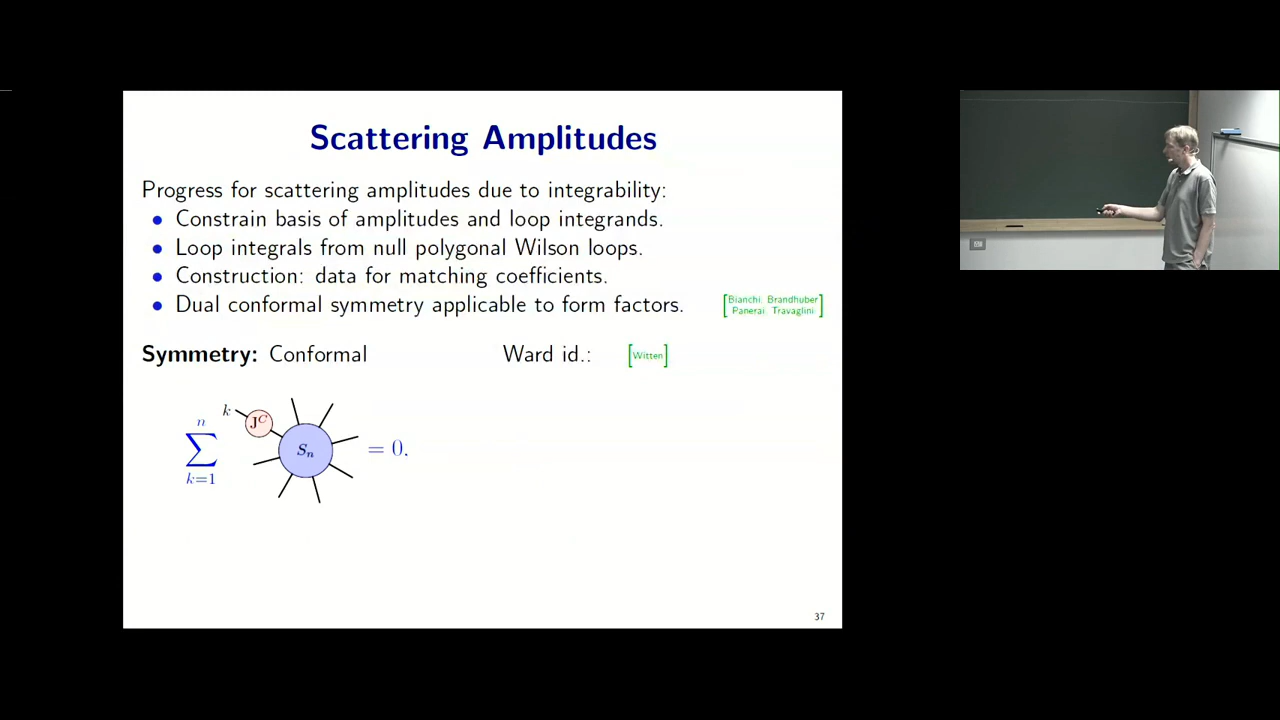 Scattering Amplitudes
Progress for scattering amplitudes due to integrability:
• Constrain basis of amplitudes and loop integrands.
• Loop integrals from null polygonal Wilson loops.
• Construction: data for matching coefficients.
• Dual conformal symmetry applicable to form factors. [Bianchi Brandhuber
Panerai Travaglini]
Symmetry: Conformal Ward id.: [Witten]
n
∑
k=1
k
J^C
S_n
= 0.
37